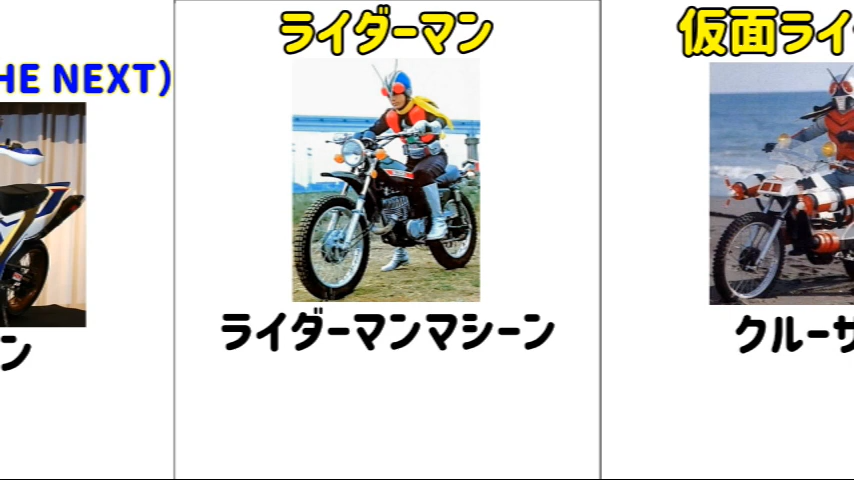 HE NEXT)
ン
ライダーマン
ライダーマンマシーン
仮面ライ
クルーザ